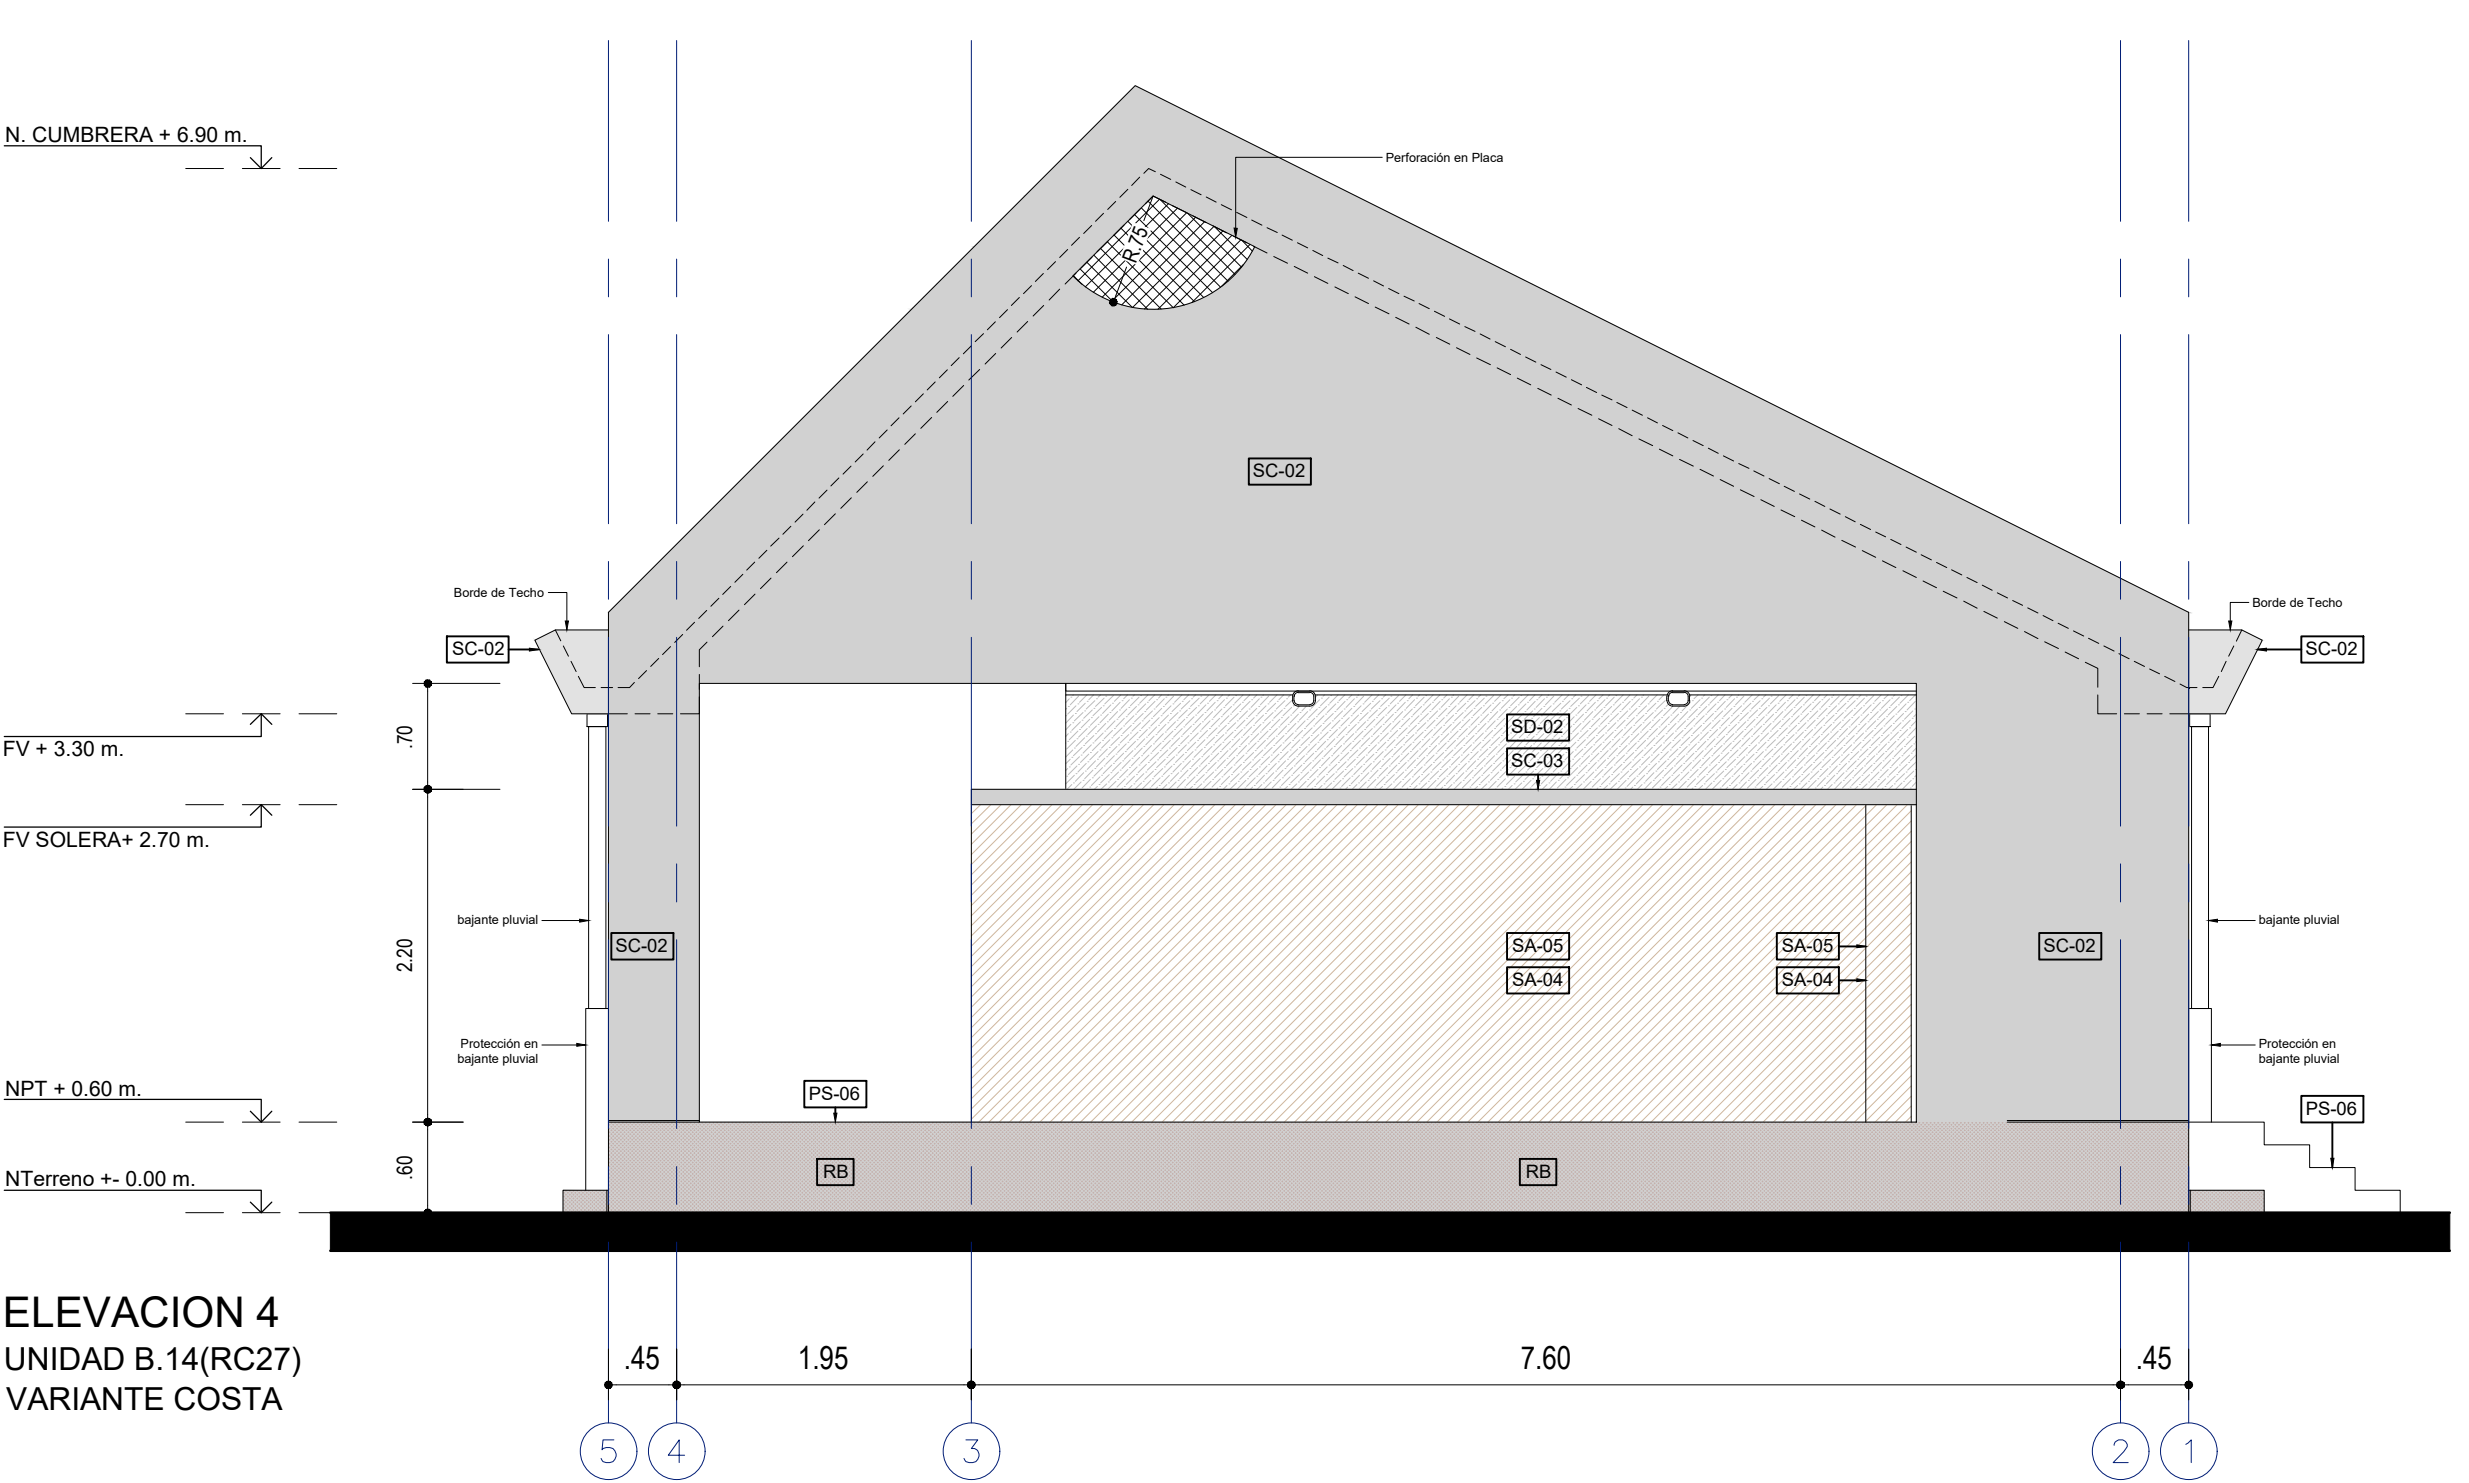 N. CUMBRERA + 6.90 m.
Perforación en Placa
R.75
SC-02
Borde de Techo
Borde de Techo
SC-02
SC-02
.70
FV + 3.30 m.
SD-02
SC-03
FV SOLERA+ 2.70 m.
bajante pluvial
bajante pluvial
2.20
SC-02
SA-05
SA-05
SC-02
SA-04
SA-04
Protección en
bajante pluvial
Protección en
bajante pluvial
NPT + 0.60 m.
PS-06
PS-06
.60
NTerreno +- 0.00 m.
RB
RB
ELEVACION 4
UNIDAD B.14(RC27)
VARIANTE COSTA
.45
1.95
7.60
.45
5
4
3
2
1